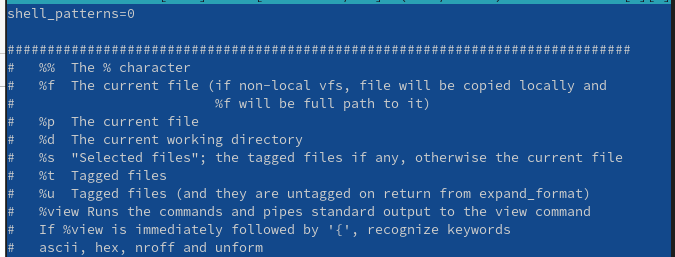 shell_patterns=0
##############################################################################
#   %%  The % character
#   %f  The current file (if non-local vfs, file will be copied locally and
#                         %f will be full path to it)
#   %p  The current file
#   %d  The current working directory
#   %s  "Selected files"; the tagged files if any, otherwise the current file
#   %t  Tagged files
#   %u  Tagged files (and they are untagged on return from expand_format)
#   %view Runs the commands and pipes standard output to the view command
#   If %view is immediately followed by '{', recognize keywords
#   ascii, hex, nroff and unform